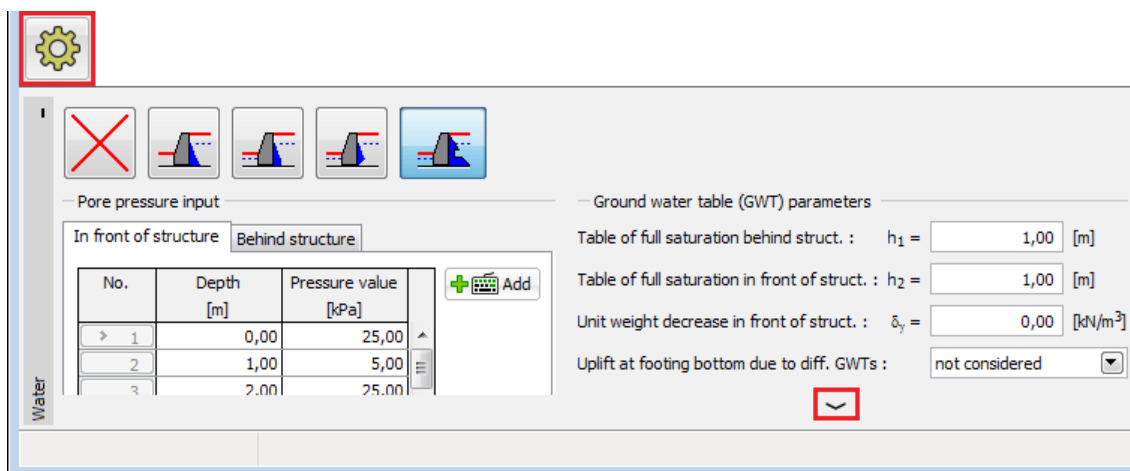 Pore pressure input
In front of structure Behind structure
No. Depth Pressure value
[m] [kPa]
1 0,00 25,00
2 1,00 5,00
3 2,00 25,00
Add
Ground water table (GWT) parameters
Table of full saturation behind struct. : h₁ = 1,00 [m]
Table of full saturation in front of struct. : h₂ = 1,00 [m]
Unit weight decrease in front of struct. : δᵧ = 0,00 [kN/m³]
Uplift at footing bottom due to diff. GWTs : not considered
Water